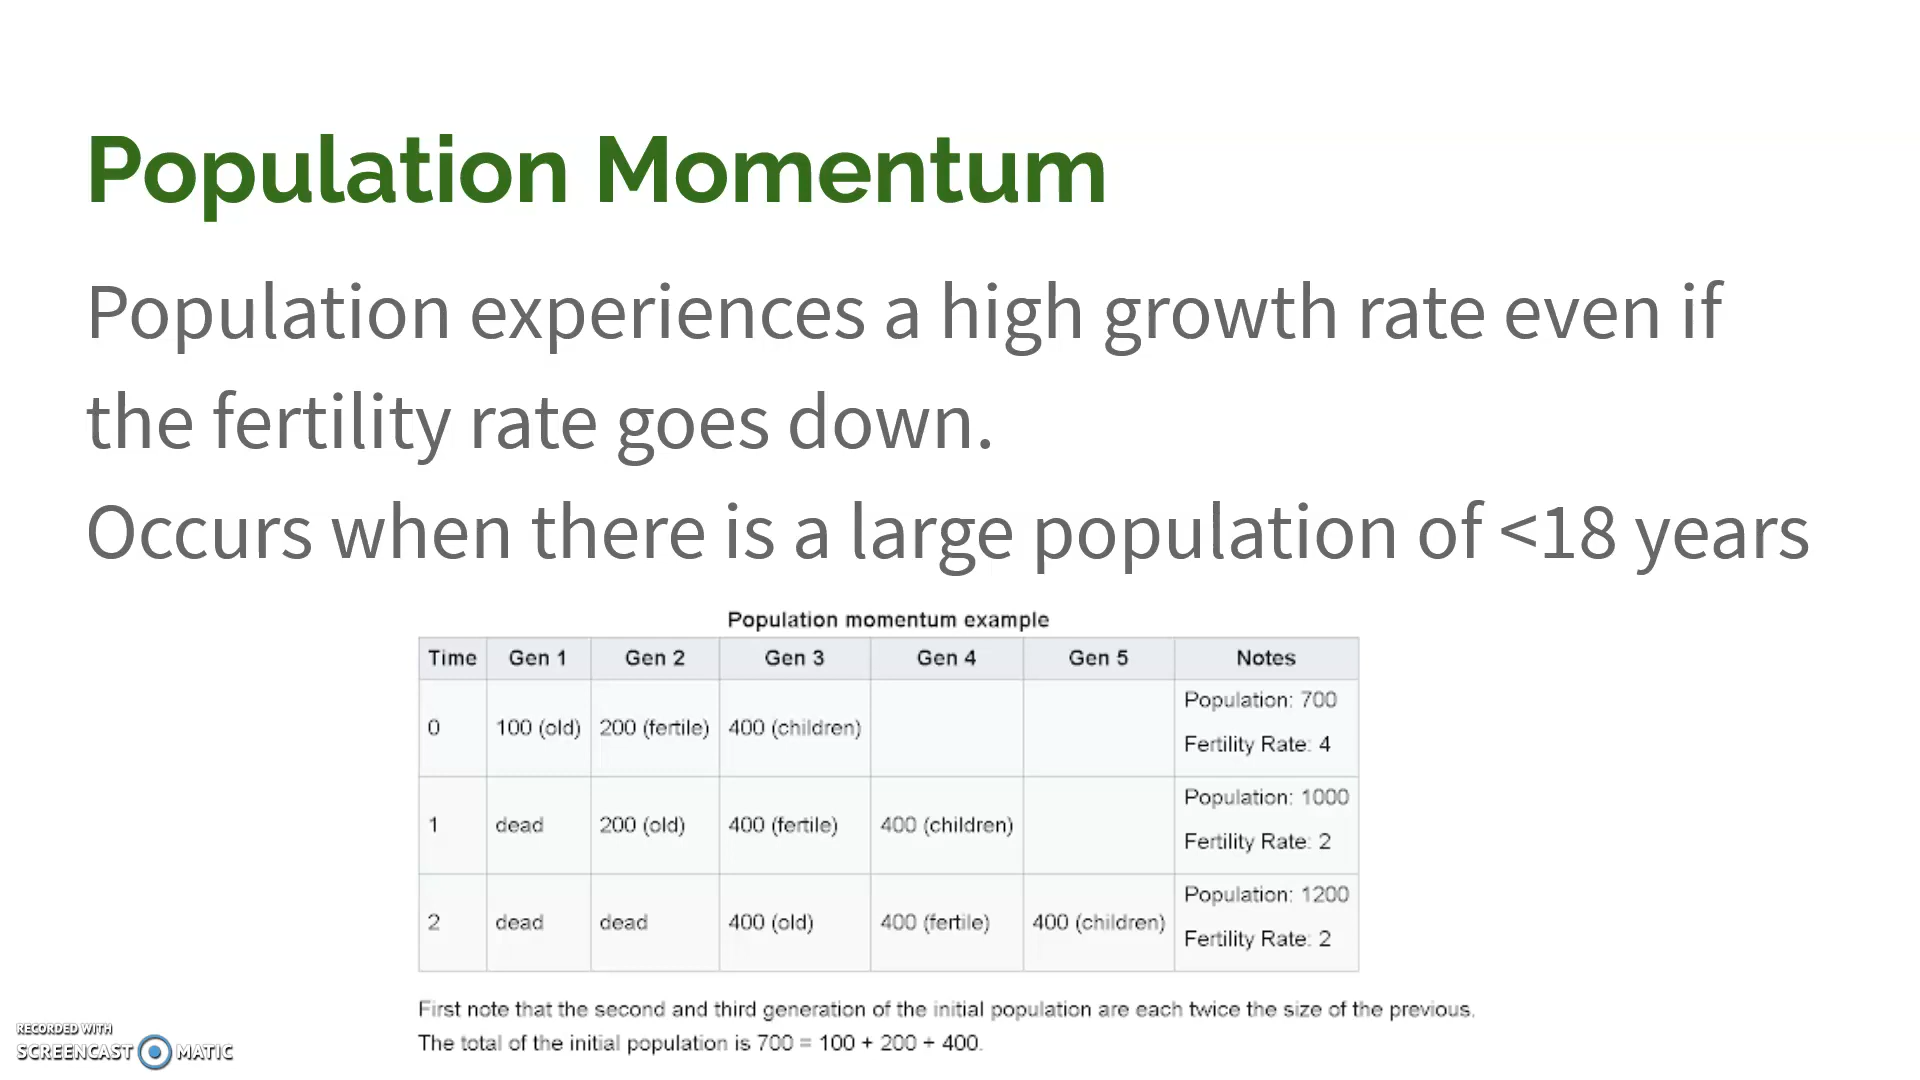 Population Momentum
Population experiences a high growth rate even if
the fertility rate goes down.
Occurs when there is a large population of <18 years
Population momentum example
Time Gen 1 Gen 2 Gen 3 Gen 4 Gen 5 Notes
0 100 (old) 200 (fertile) 400 (children) Population: 700
Fertility Rate: 4
1 dead 200 (old) 400 (fertile) 400 (children) Population: 1000
Fertility Rate: 2
2 dead dead 400 (old) 400 (fertile) 400 (children) Population: 1200
Fertility Rate: 2
First note that the second and third generation of the initial population are each twice the size of the previous.
The total of the initial population is 700 = 100 + 200 + 400.
RECORDED WITH
SCREENCAST MATIC